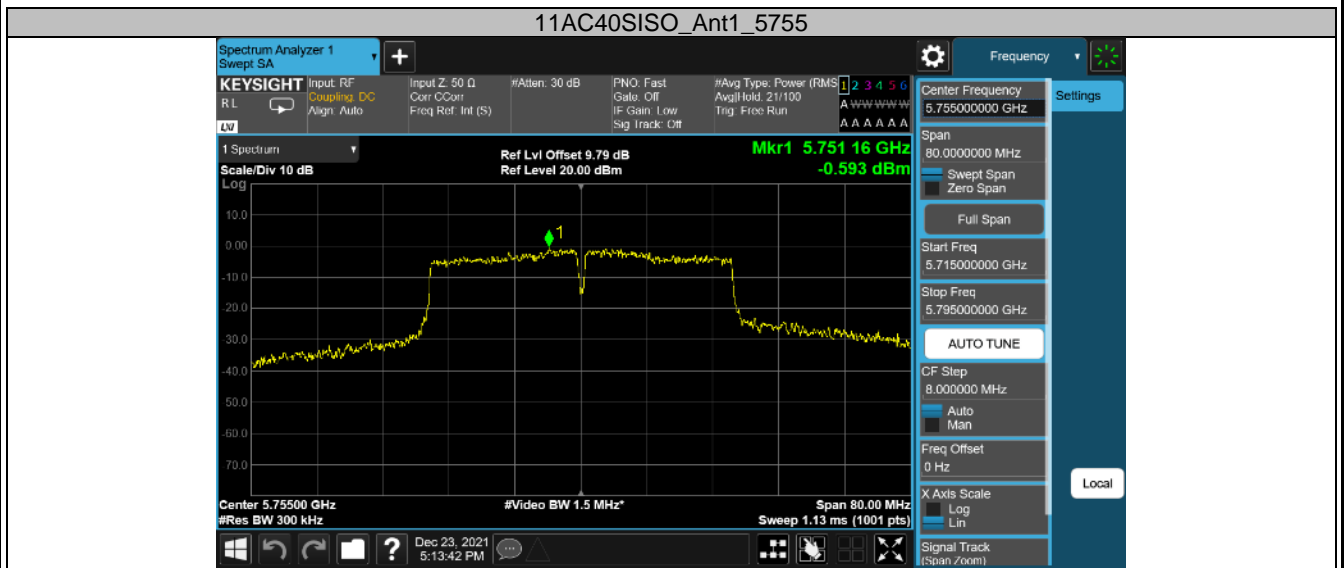 11AC40SISO_Ant1_5755
Spectrum Analyzer 1
Swept SA
Frequency
KEYSIGHT
R L
LXI
Input: RF
Coupling: DC
Align: Auto
Input Z: 50 Ω
Corr CCorr
Freq Ref: Int (S)
#Atten: 30 dB
PNO: Fast
Gate: Off
IF Gain: Low
Sig Track: Off
#Avg Type: Power (RMS
Avg|Hold: 21/100
Trig: Free Run
1 2 3 4 5 6
A W W W W W
A A A A A A
1 Spectrum
Scale/Div 10 dB
Log
Ref Lvl Offset 9.79 dB
Ref Level 20.00 dBm
Mkr1 5.751 16 GHz
-0.593 dBm
10.0
0.00
-10.0
-20.0
-30.0
-40.0
-50.0
-60.0
-70.0
1
Center 5.75500 GHz
#Res BW 300 kHz
#Video BW 1.5 MHz*
Span 80.00 MHz
Sweep 1.13 ms (1001 pts)
Dec 23, 2021
5:13:42 PM
Center Frequency
5.755000000 GHz
Settings
Span
80.0000000 MHz
Swept Span
Zero Span
Full Span
Start Freq
5.715000000 GHz
Stop Freq
5.795000000 GHz
AUTO TUNE
CF Step
8.000000 MHz
Auto
Man
Freq Offset
0 Hz
X Axis Scale
Log
Lin
Local
Signal Track
(Span Zoom)